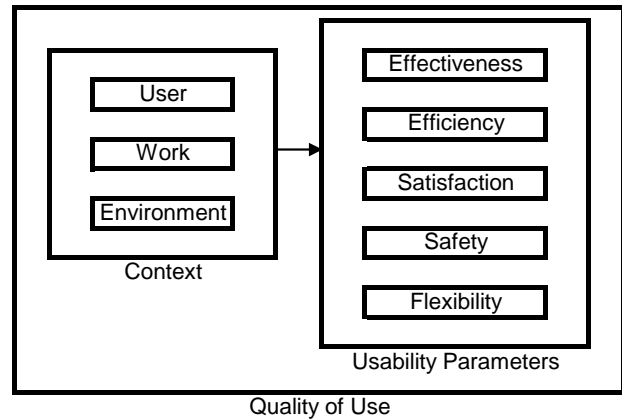 User
Work
Environment
Context
Effectiveness
Efficiency
Satisfaction
Safety
Flexibility
Usability Parameters
Quality of Use